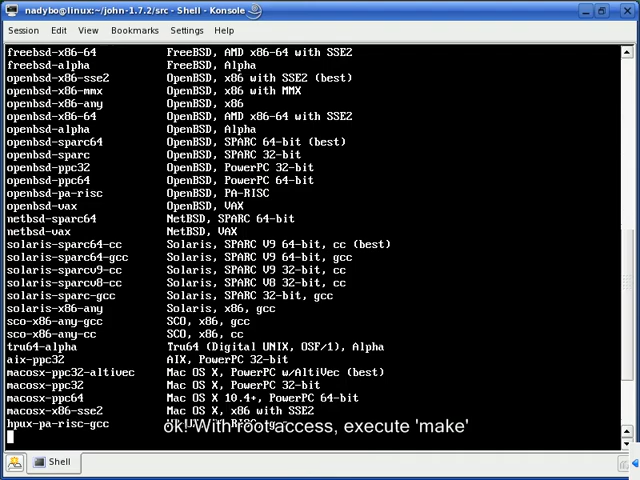 nadybo@linux:~/john-1.7.2/src - Shell - Konsole
Session Edit View Bookmarks Settings Help
freebsd-x86-64 FreeBSD, AMD x86-64 with SSE2
freebsd-alpha FreeBSD, Alpha
openbsd-x86-sse2 OpenBSD, x86 with SSE2 (best)
openbsd-x86-mmx OpenBSD, x86 with MMX
openbsd-x86-any OpenBSD, x86
openbsd-x86-64 OpenBSD, AMD x86-64 with SSE2
openbsd-alpha OpenBSD, Alpha
openbsd-sparc64 OpenBSD, SPARC 64-bit (best)
openbsd-sparc OpenBSD, SPARC 32-bit
openbsd-ppc32 OpenBSD, PowerPC 32-bit
openbsd-ppc64 OpenBSD, PowerPC 64-bit
openbsd-pa-risc OpenBSD, PA-RISC
openbsd-vax OpenBSD, VAX
netbsd-sparc64 NetBSD, SPARC 64-bit
netbsd-vax NetBSD, VAX
solaris-sparc64-cc Solaris, SPARC V9 64-bit, cc (best)
solaris-sparc64-gcc Solaris, SPARC V9 64-bit, gcc
solaris-sparcv9-cc Solaris, SPARC V9 32-bit, cc
solaris-sparcv8-cc Solaris, SPARC V8 32-bit, cc
solaris-sparc-gcc Solaris, SPARC 32-bit, gcc
solaris-x86-any Solaris, x86, gcc
sco-x86-any-gcc SCO, x86, gcc
sco-x86-any-cc SCO, x86, cc
tru64-alpha Tru64 (Digital UNIX, OSF/1), Alpha
aix-ppc32 AIX, PowerPC 32-bit
macosx-ppc32-altivec Mac OS X, PowerPC w/AltiVec (best)
macosx-ppc32 Mac OS X, PowerPC 32-bit
macosx-ppc64 Mac OS X 10.4+, PowerPC 64-bit
macosx-x86-sse2 Mac OS X, x86 with SSE2
hpux-pa-risc-gcc
ok! With root access, execute 'make'
Shell